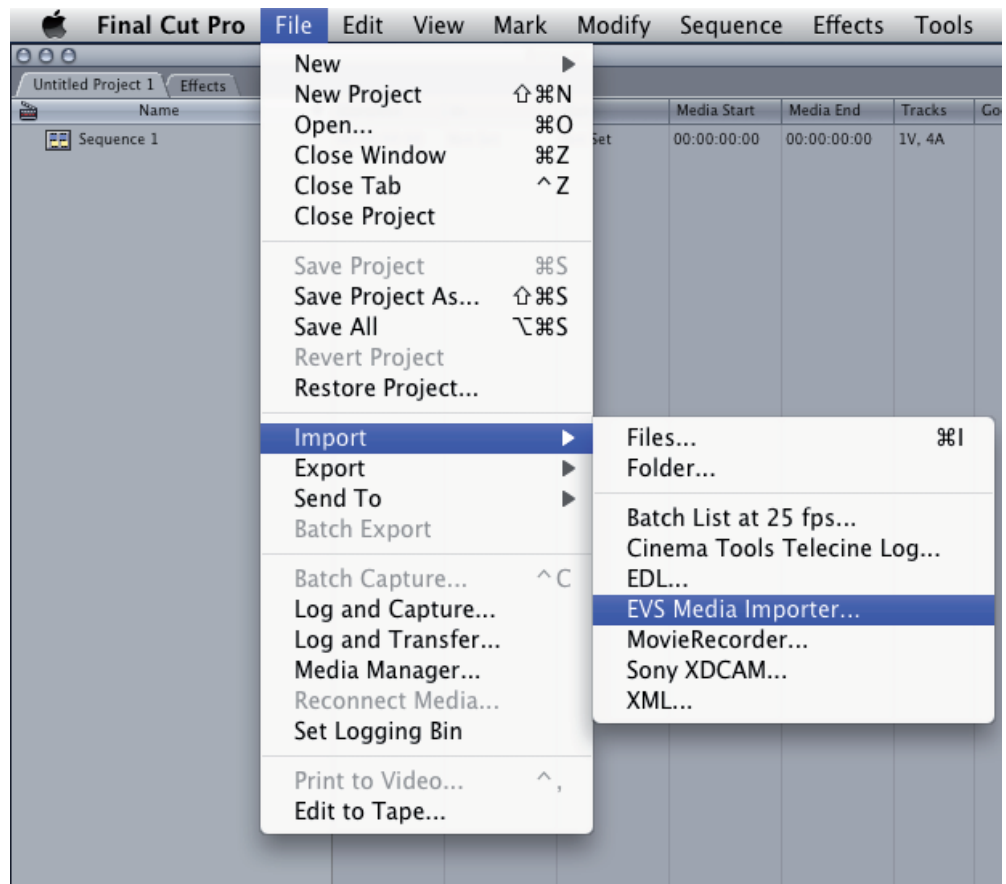 Final Cut Pro File Edit View Mark Modify Sequence Effects Tools
Untitled Project 1 Effects
Name Media Start Media End Tracks Go
Sequence 1 Set 00:00:00:00 00:00:00:00 1V, 4A
New
New Project ⇧⌘N
Open... ⌘O
Close Window ⌘Z
Close Tab ^Z
Close Project
Save Project ⌘S
Save Project As... ⇧⌘S
Save All ⌥⌘S
Revert Project
Restore Project...
Import
Export
Send To
Batch Export
Batch Capture... ^C
Log and Capture...
Log and Transfer...
Media Manager...
Reconnect Media...
Set Logging Bin
Print to Video... ^,
Edit to Tape...
Files... ⌘I
Folder...
Batch List at 25 fps...
Cinema Tools Telecine Log...
EDL...
EVS Media Importer...
MovieRecorder...
Sony XDCAM...
XML...